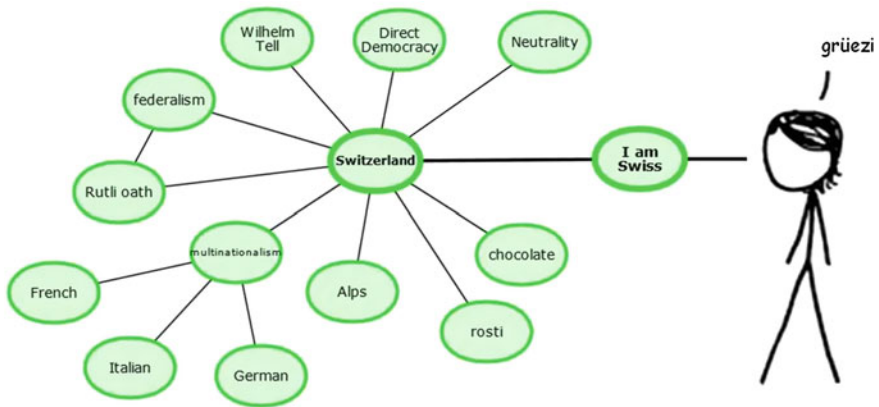 Wilhelm
Tell
Direct
Democracy
Neutrality
grüezi
federalism
Switzerland
I am
Swiss
Rutli oath
multinationalism
chocolate
French
Alps
rosti
Italian
German